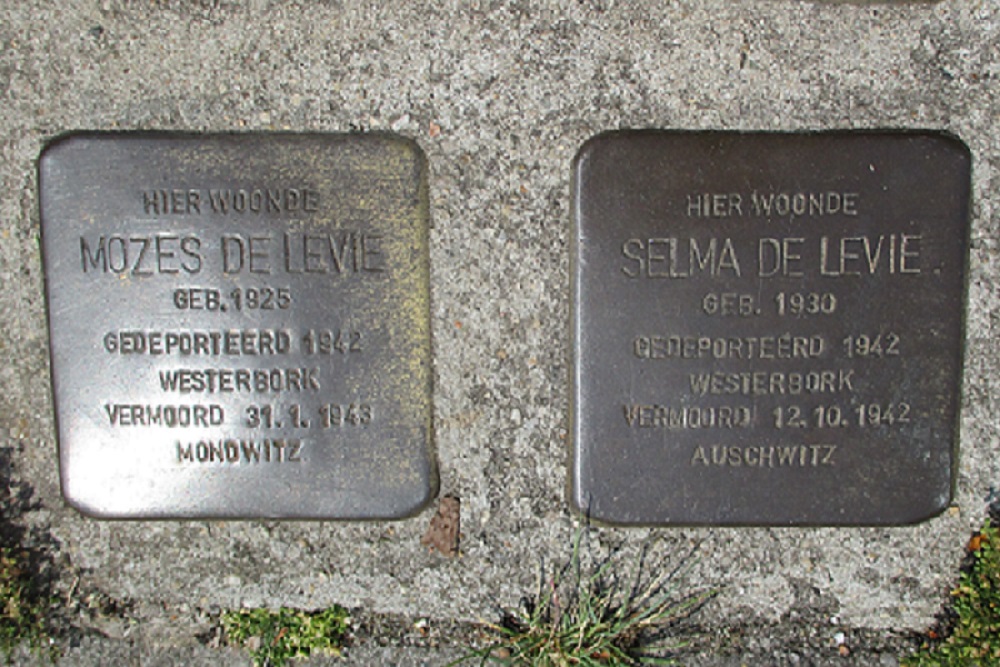 HIER WOONDE
MOZES DE LEVIE
GEB. 1925
GEDEPORTEERD 1942
WESTERBORK
VERMOORD 31.1.1943
MONOWITZ
HIER WOONDE
SELMA DE LEVIE
GEB. 1930
GEDEPORTEERD 1942
WESTERBORK
VERMOORD 12.10.1942
AUSCHWITZ